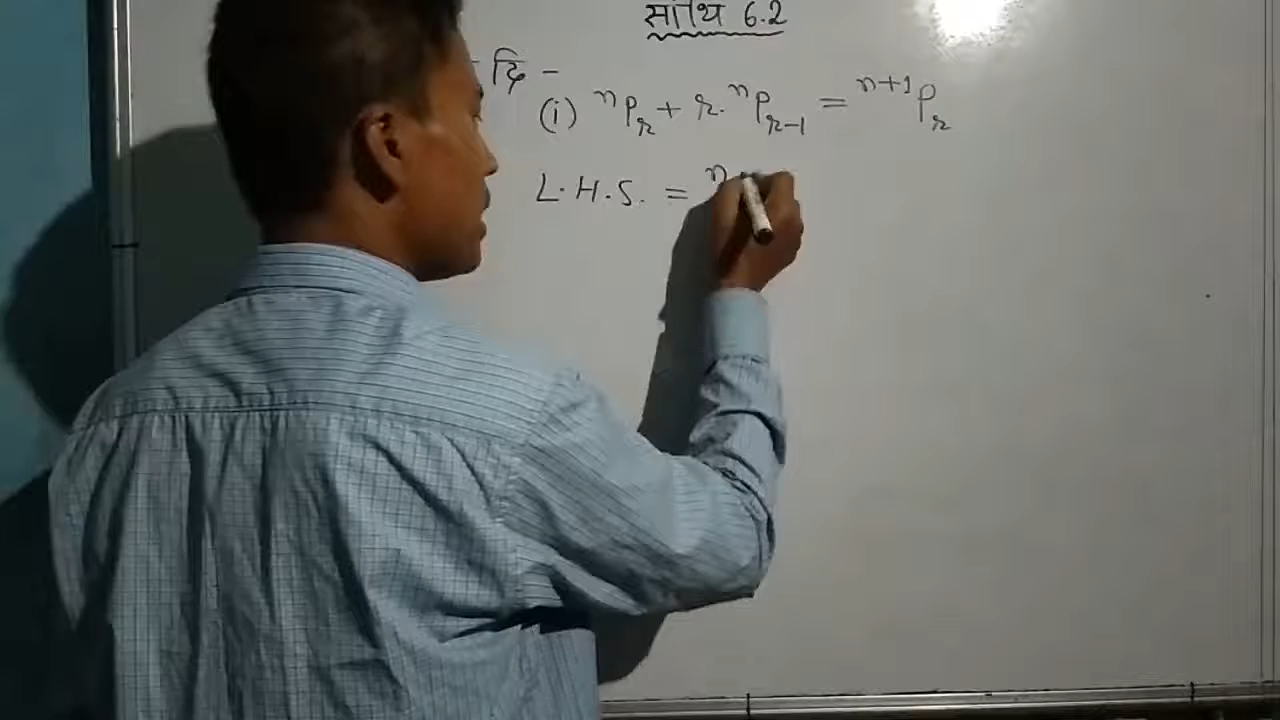 सांथि 6.2
दि -
(i) ⁿPᵣ + r.ⁿPᵣ₋₁ = ⁿ⁺¹Pᵣ
L.H.S. = ⁿ